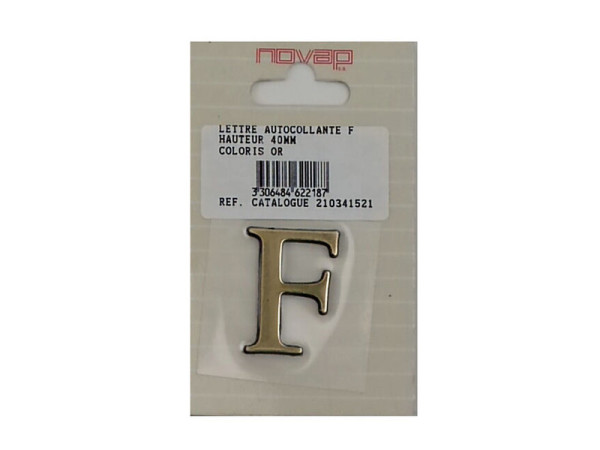 novap
s.a.
LETTRE AUTOCOLLANTE F
HAUTEUR 40MM
COLORIS OR
3 306484 622187
REF. CATALOGUE 210341521
F